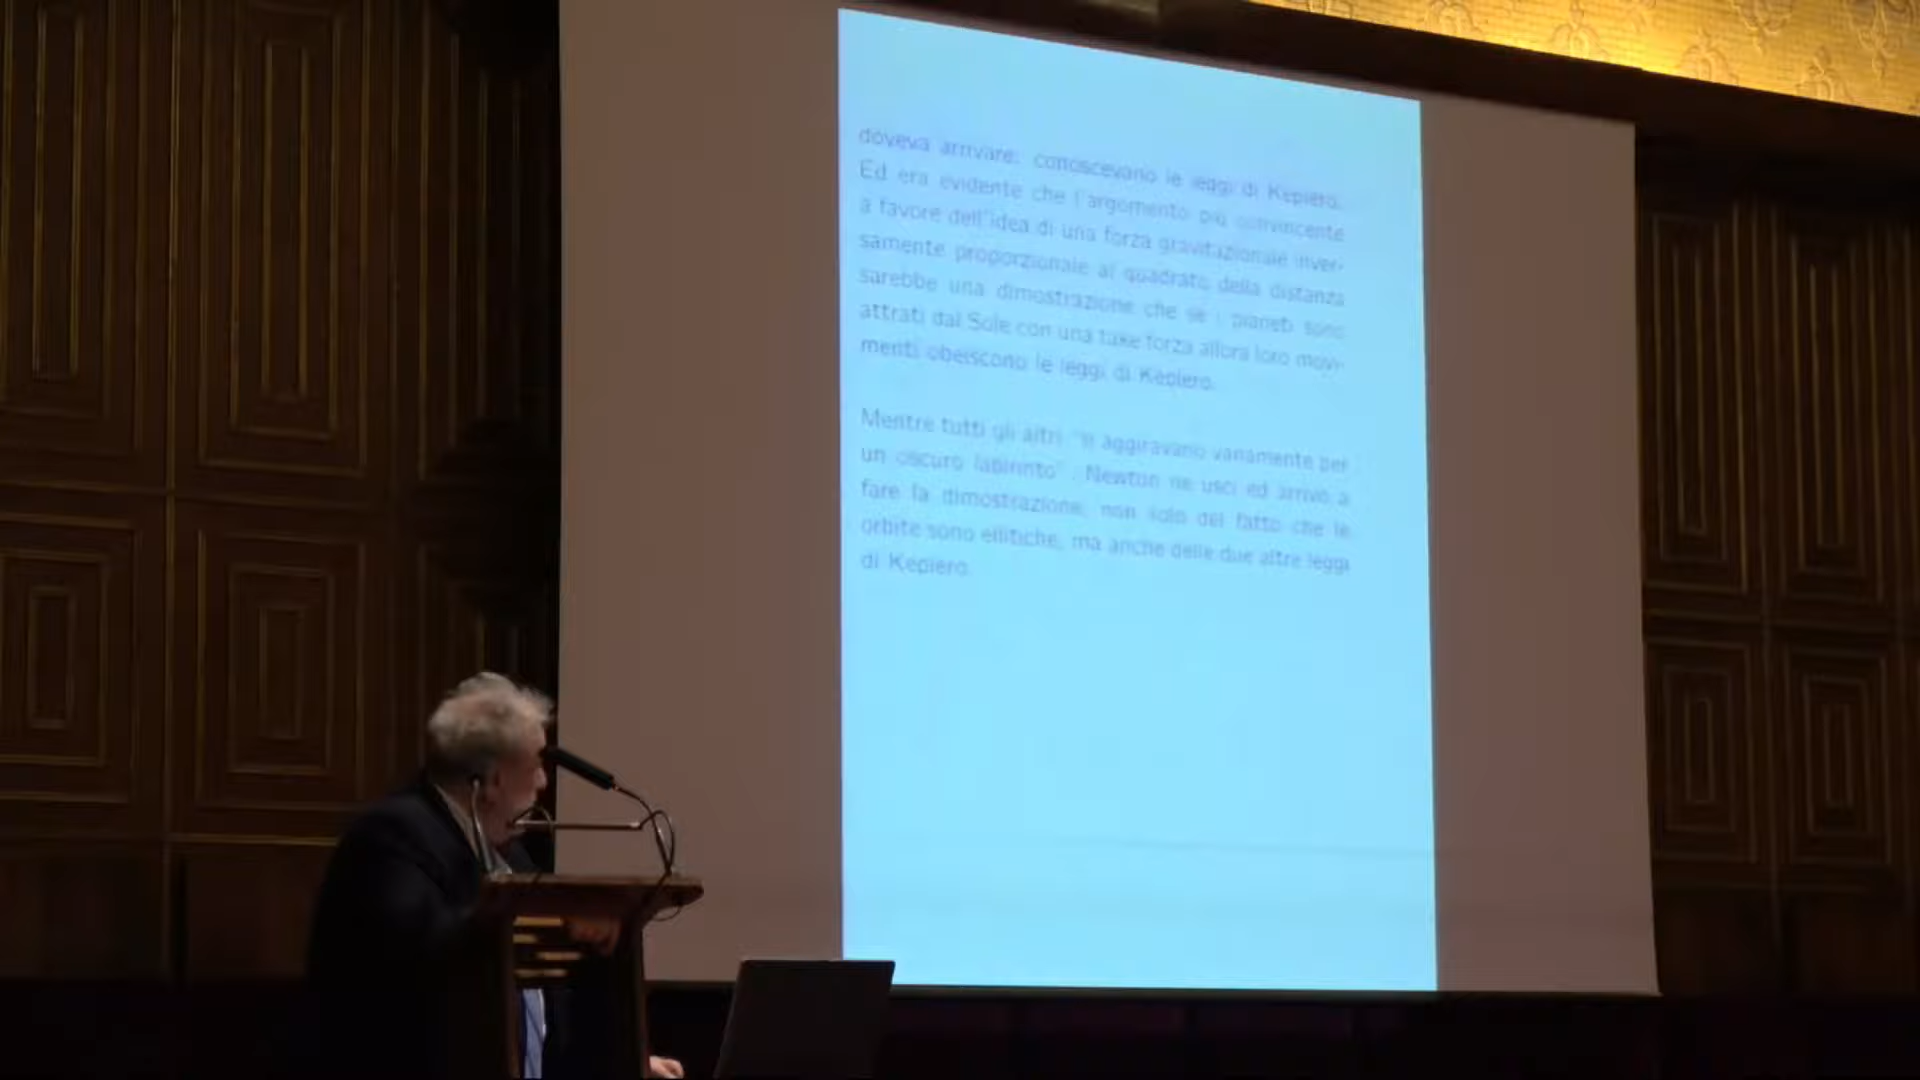 doveva arrivare: conoscevano le leggi di Keplero.
Ed era evidente che l'argomento più convincente
a favore dell'idea di una forza gravitazionale inver-
samente proporzionale al quadrato della distanza
sarebbe una dimostrazione che se i pianeti sono
attrati dal Sole con una tale forza allora loro movi-
menti obeiscono le leggi di Keplero.
Mentre tutti gli altri "si aggiravano vanamente per
un oscuro labirinto", Newton ne uscì ed arrivò a
fare la dimostrazione, non solo del fatto che le
orbite sono ellitiche, ma anche delle due altre leggi
di Keplero.